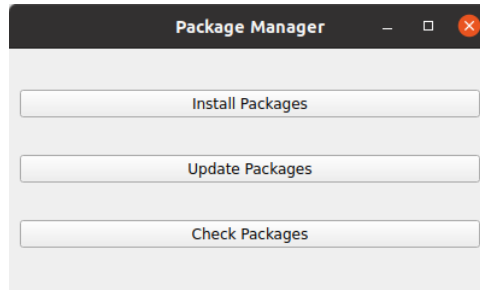 Package Manager
Install Packages
Update Packages
Check Packages